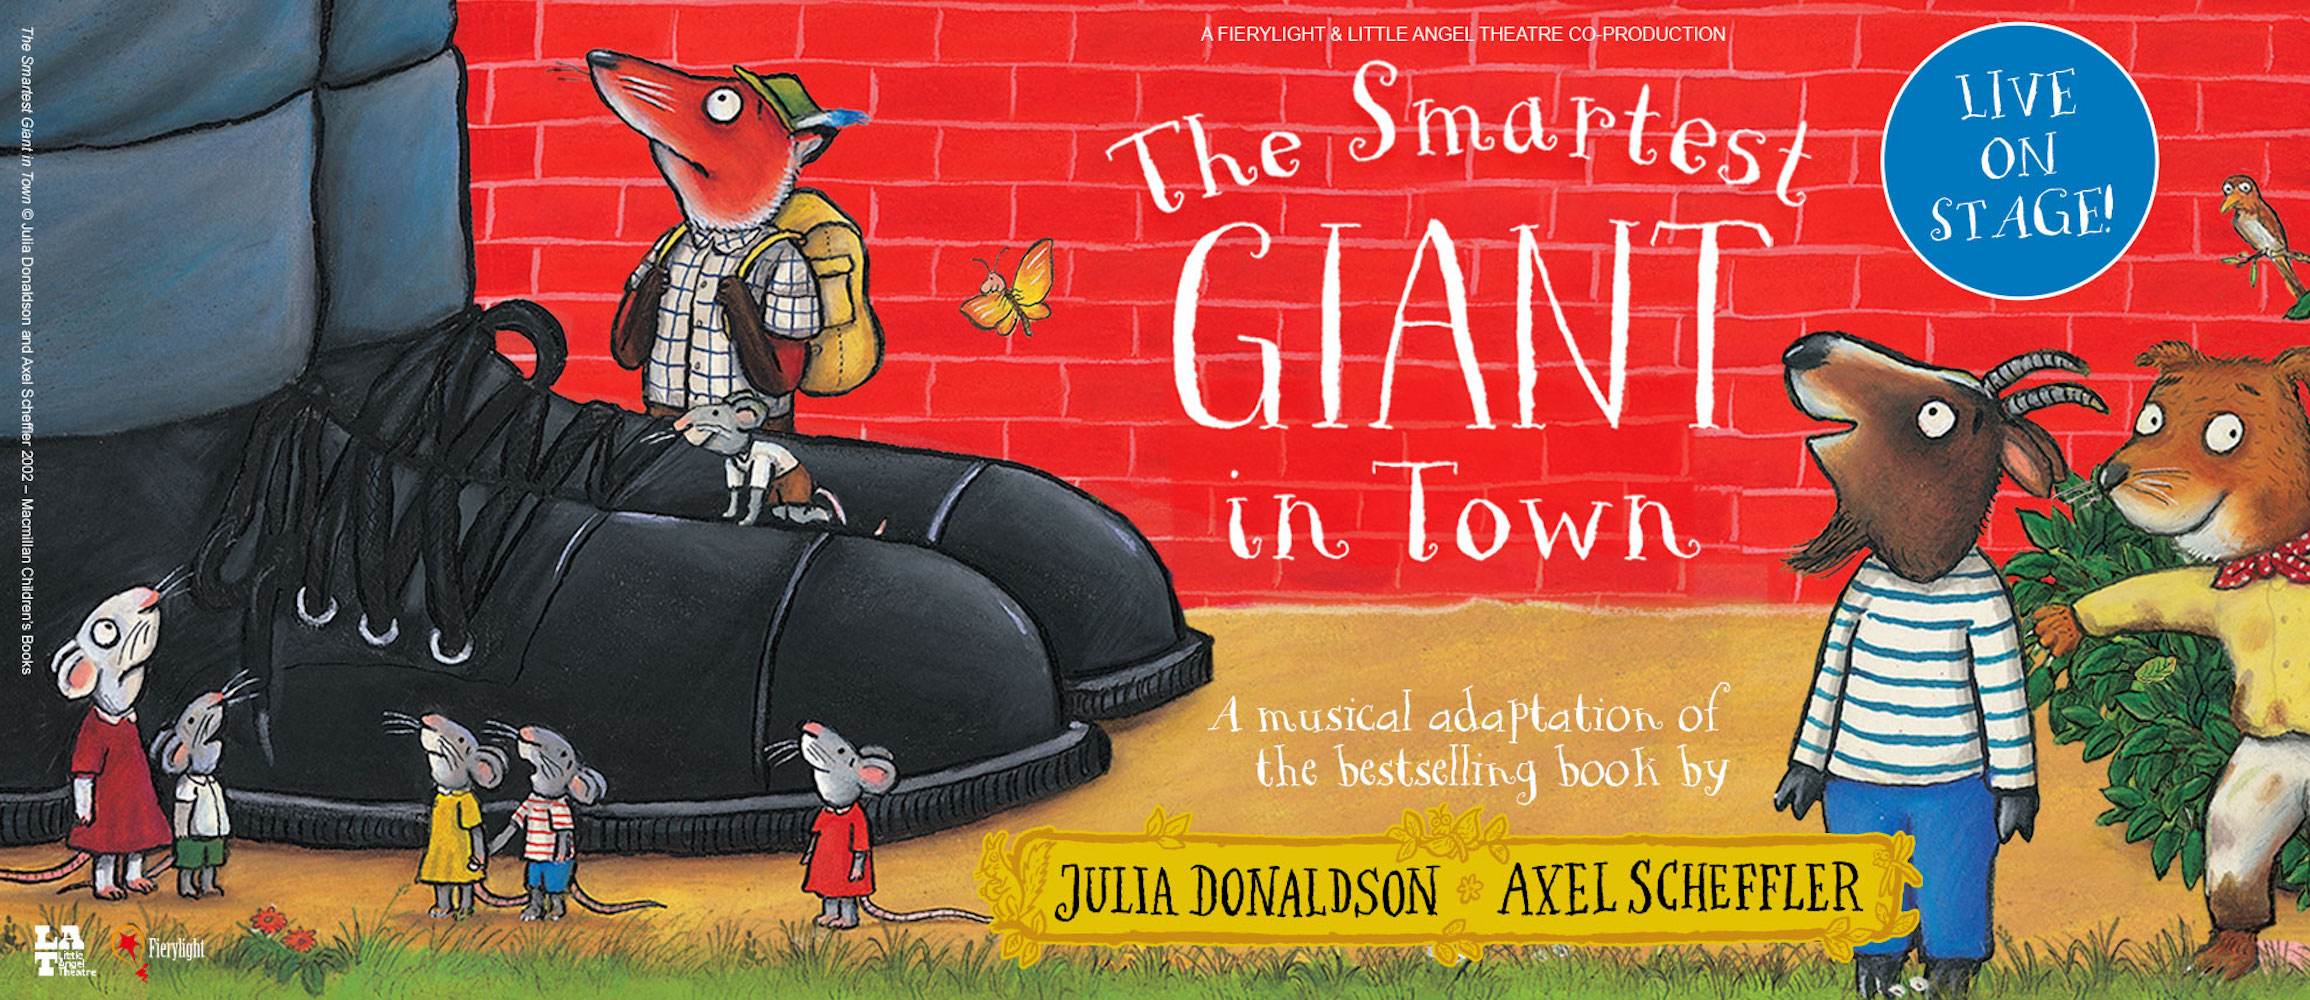 The Smartest Giant in Town © Julia Donaldson and Axel Scheffler 2002 – Macmillan Children's Books
A FIERYLIGHT & LITTLE ANGEL THEATRE CO-PRODUCTION
The Smartest
GIANT
in Town
LIVE
ON
STAGE!
A musical adaptation of
the bestselling book by
JULIA DONALDSON AXEL SCHEFFLER
LAT
Little
Angel
Theatre
Fierylight